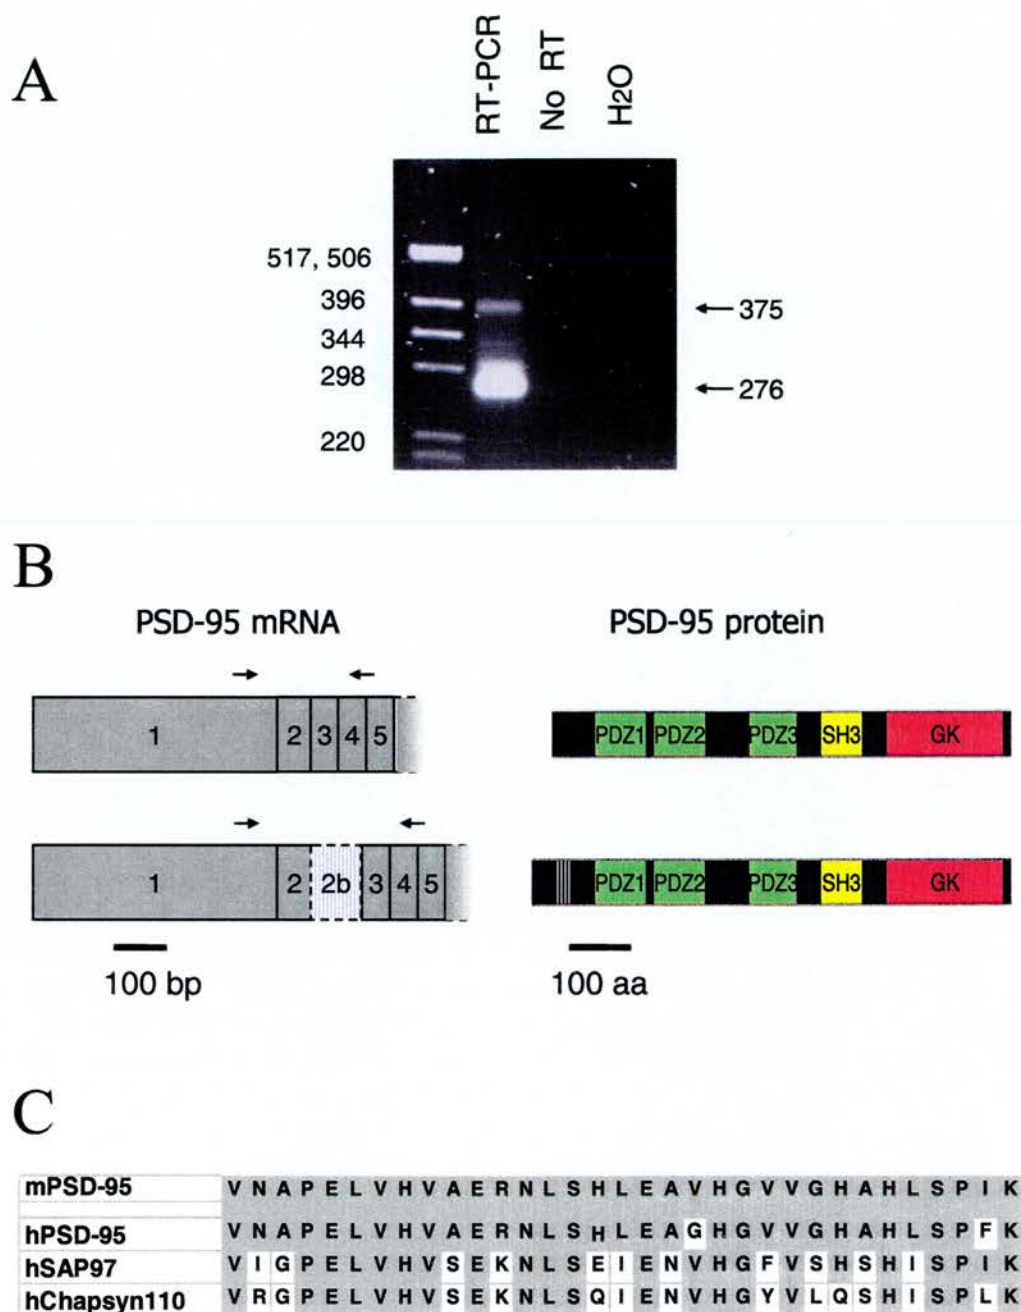 A
RT-PCR
No RT
H2O
517, 506
396
344
298
220
375
276
B
PSD-95 mRNA
PSD-95 protein
1 2 3 4 5
PDZ1 PDZ2 PDZ3 SH3 GK
1 2 2b 3 4 5
PDZ1 PDZ2 PDZ3 SH3 GK
100 bp
100 aa
C
mPSD-95 V N A P E L V H V A E R N L S H L E A V H G V V G H A H L S P I K
hPSD-95 V N A P E L V H V A E R N L S H L E A G H G V V G H A H L S P F K
hSAP97 V I G P E L V H V S E K N L S E I E N V H G F V S H S H I S P I K
hChapsyn110 V R G P E L V H V S E K N L S Q I E N V H G Y V L Q S H I S P L K